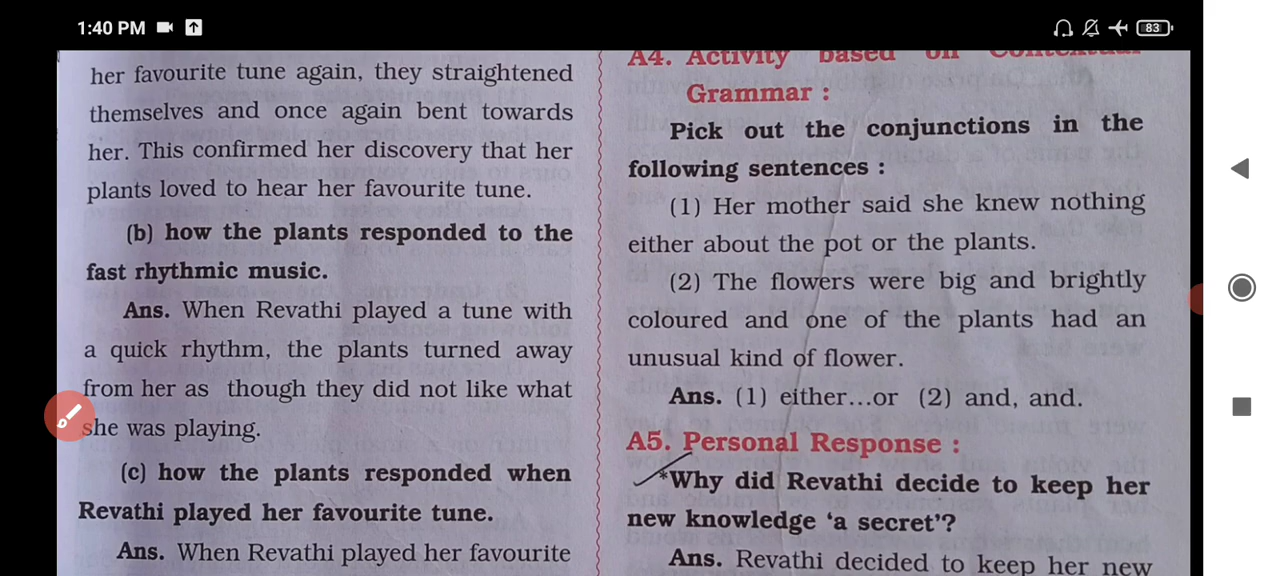 1:40 PM
83
her favourite tune again, they straightened
themselves and once again bent towards
her. This confirmed her discovery that her
plants loved to hear her favourite tune.
(b) how the plants responded to the
fast rhythmic music.
Ans. When Revathi played a tune with
a quick rhythm, the plants turned away
from her as though they did not like what
she was playing.
(c) how the plants responded when
Revathi played her favourite tune.
Ans. When Revathi played her favourite
A4. Activity based on Contextual
Grammar :
Pick out the conjunctions in the
following sentences :
(1) Her mother said she knew nothing
either about the pot or the plants.
(2) The flowers were big and brightly
coloured and one of the plants had an
unusual kind of flower.
Ans. (1) either...or (2) and, and.
A5. Personal Response :
*Why did Revathi decide to keep her
new knowledge ‘a secret’?
Ans. Revathi decided to keep her new